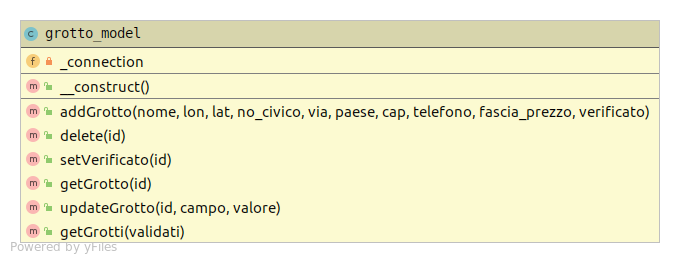 c grotto_model
f _connection
m __construct()
m addGrotto(nome, lon, lat, no_civico, via, paese, cap, telefono, fascia_prezzo, verificato)
m delete(id)
m setVerificato(id)
m getGrotto(id)
m updateGrotto(id, campo, valore)
m getGrotti(validati)
Powered by yFiles